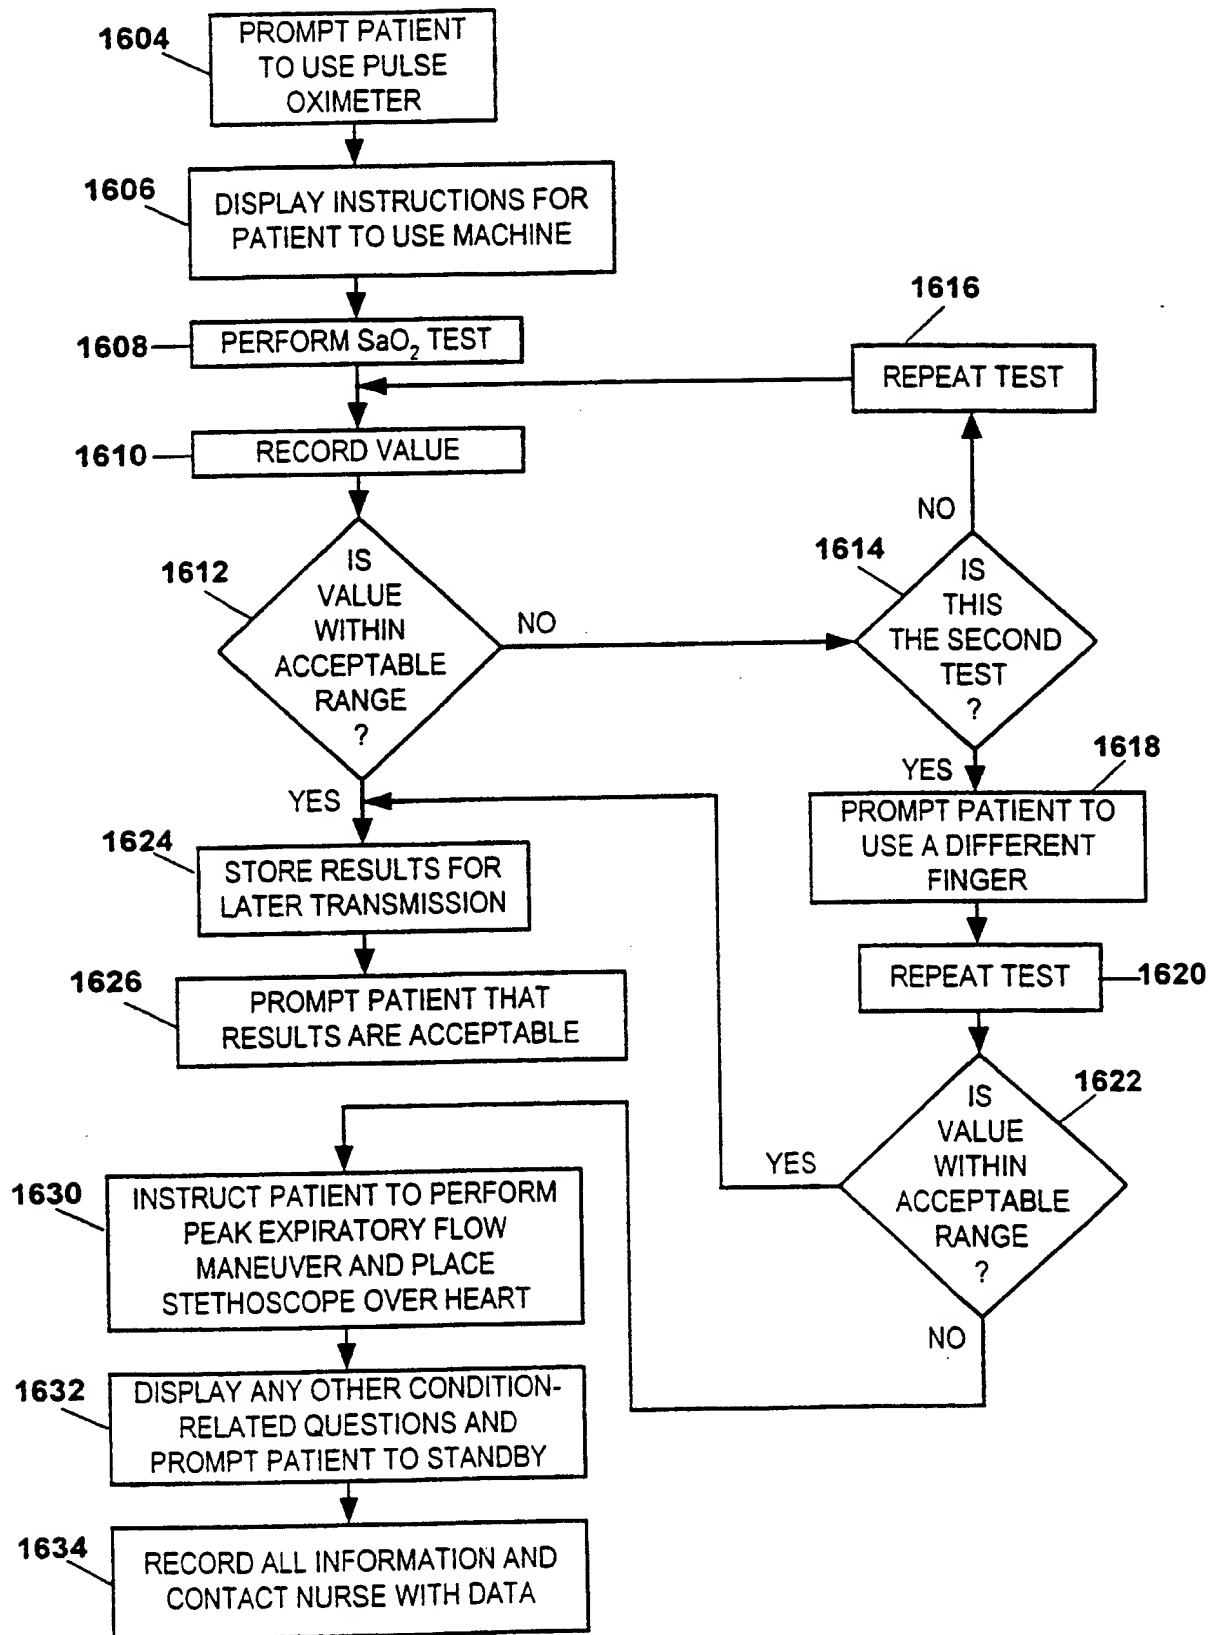 1604
PROMPT PATIENT
TO USE PULSE
OXIMETER
1606
DISPLAY INSTRUCTIONS FOR
PATIENT TO USE MACHINE
1608
PERFORM SaO₂ TEST
1616
REPEAT TEST
1610
RECORD VALUE
1612
IS
VALUE
WITHIN
ACCEPTABLE
RANGE
?
NO
1614
IS
THIS
THE SECOND
TEST
?
NO
YES
1618
PROMPT PATIENT TO
USE A DIFFERENT
FINGER
YES
1624
STORE RESULTS FOR
LATER TRANSMISSION
1626
PROMPT PATIENT THAT
RESULTS ARE ACCEPTABLE
REPEAT TEST
1620
1622
IS
VALUE
WITHIN
ACCEPTABLE
RANGE
?
YES
NO
1630
INSTRUCT PATIENT TO PERFORM
PEAK EXPIRATORY FLOW
MANEUVER AND PLACE
STETHOSCOPE OVER HEART
1632
DISPLAY ANY OTHER CONDITION-
RELATED QUESTIONS AND
PROMPT PATIENT TO STANDBY
1634
RECORD ALL INFORMATION AND
CONTACT NURSE WITH DATA